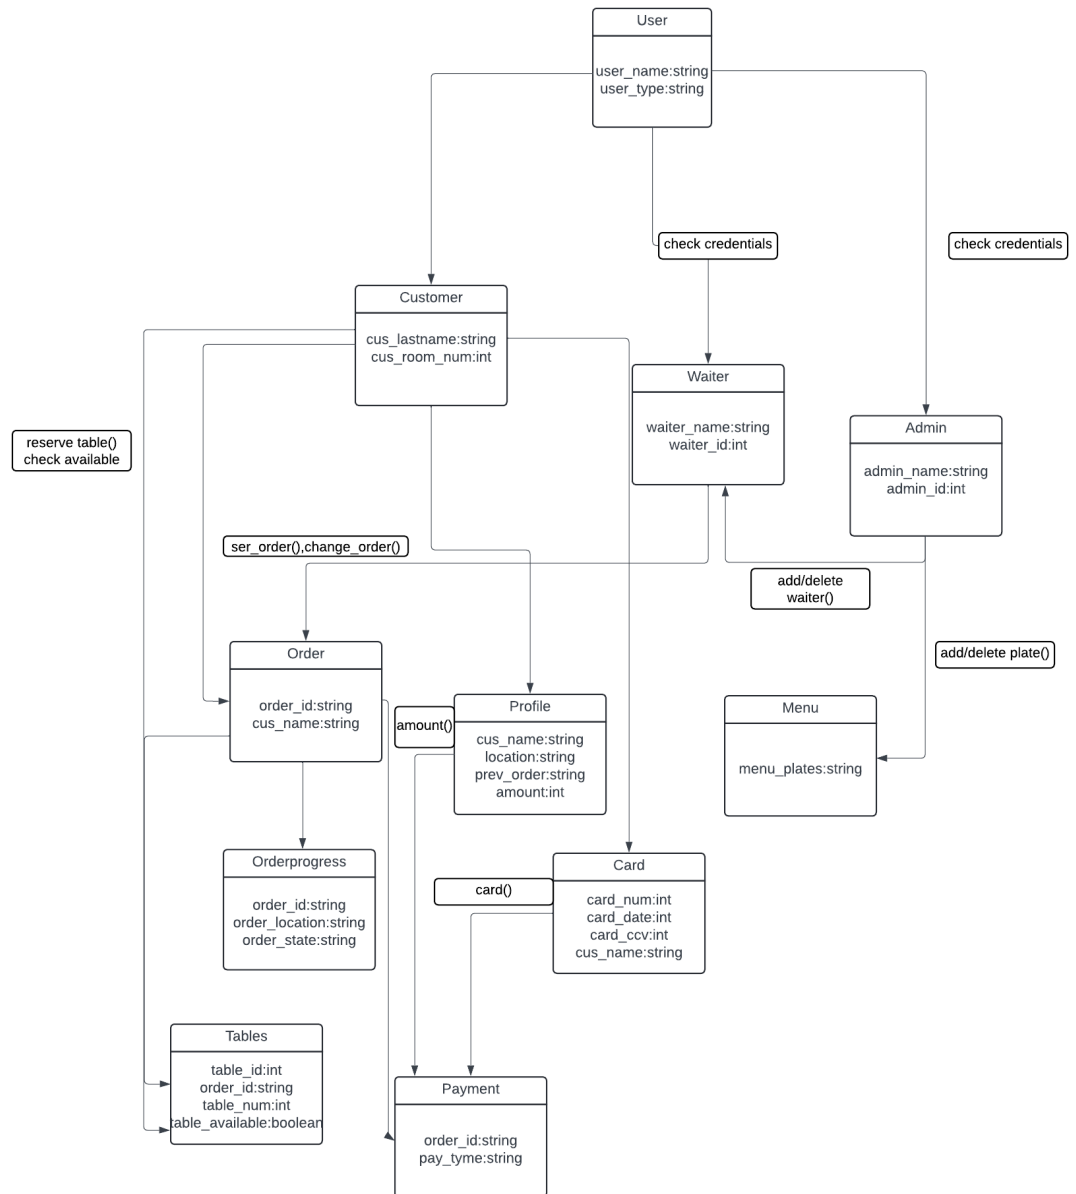 User
user_name:string
user_type:string
check credentials
check credentials
Customer
cus_lastname:string
cus_room_num:int
Waiter
waiter_name:string
waiter_id:int
Admin
admin_name:string
admin_id:int
reserve table()
check available
ser_order(),change_order()
add/delete
waiter()
add/delete plate()
Order
order_id:string
cus_name:string
amount()
Profile
cus_name:string
location:string
prev_order:string
amount:int
Menu
menu_plates:string
Orderprogress
order_id:string
order_location:string
order_state:string
card()
Card
card_num:int
card_date:int
card_ccv:int
cus_name:string
Tables
table_id:int
order_id:string
table_num:int
table_available:boolean
Payment
order_id:string
pay_tyme:string